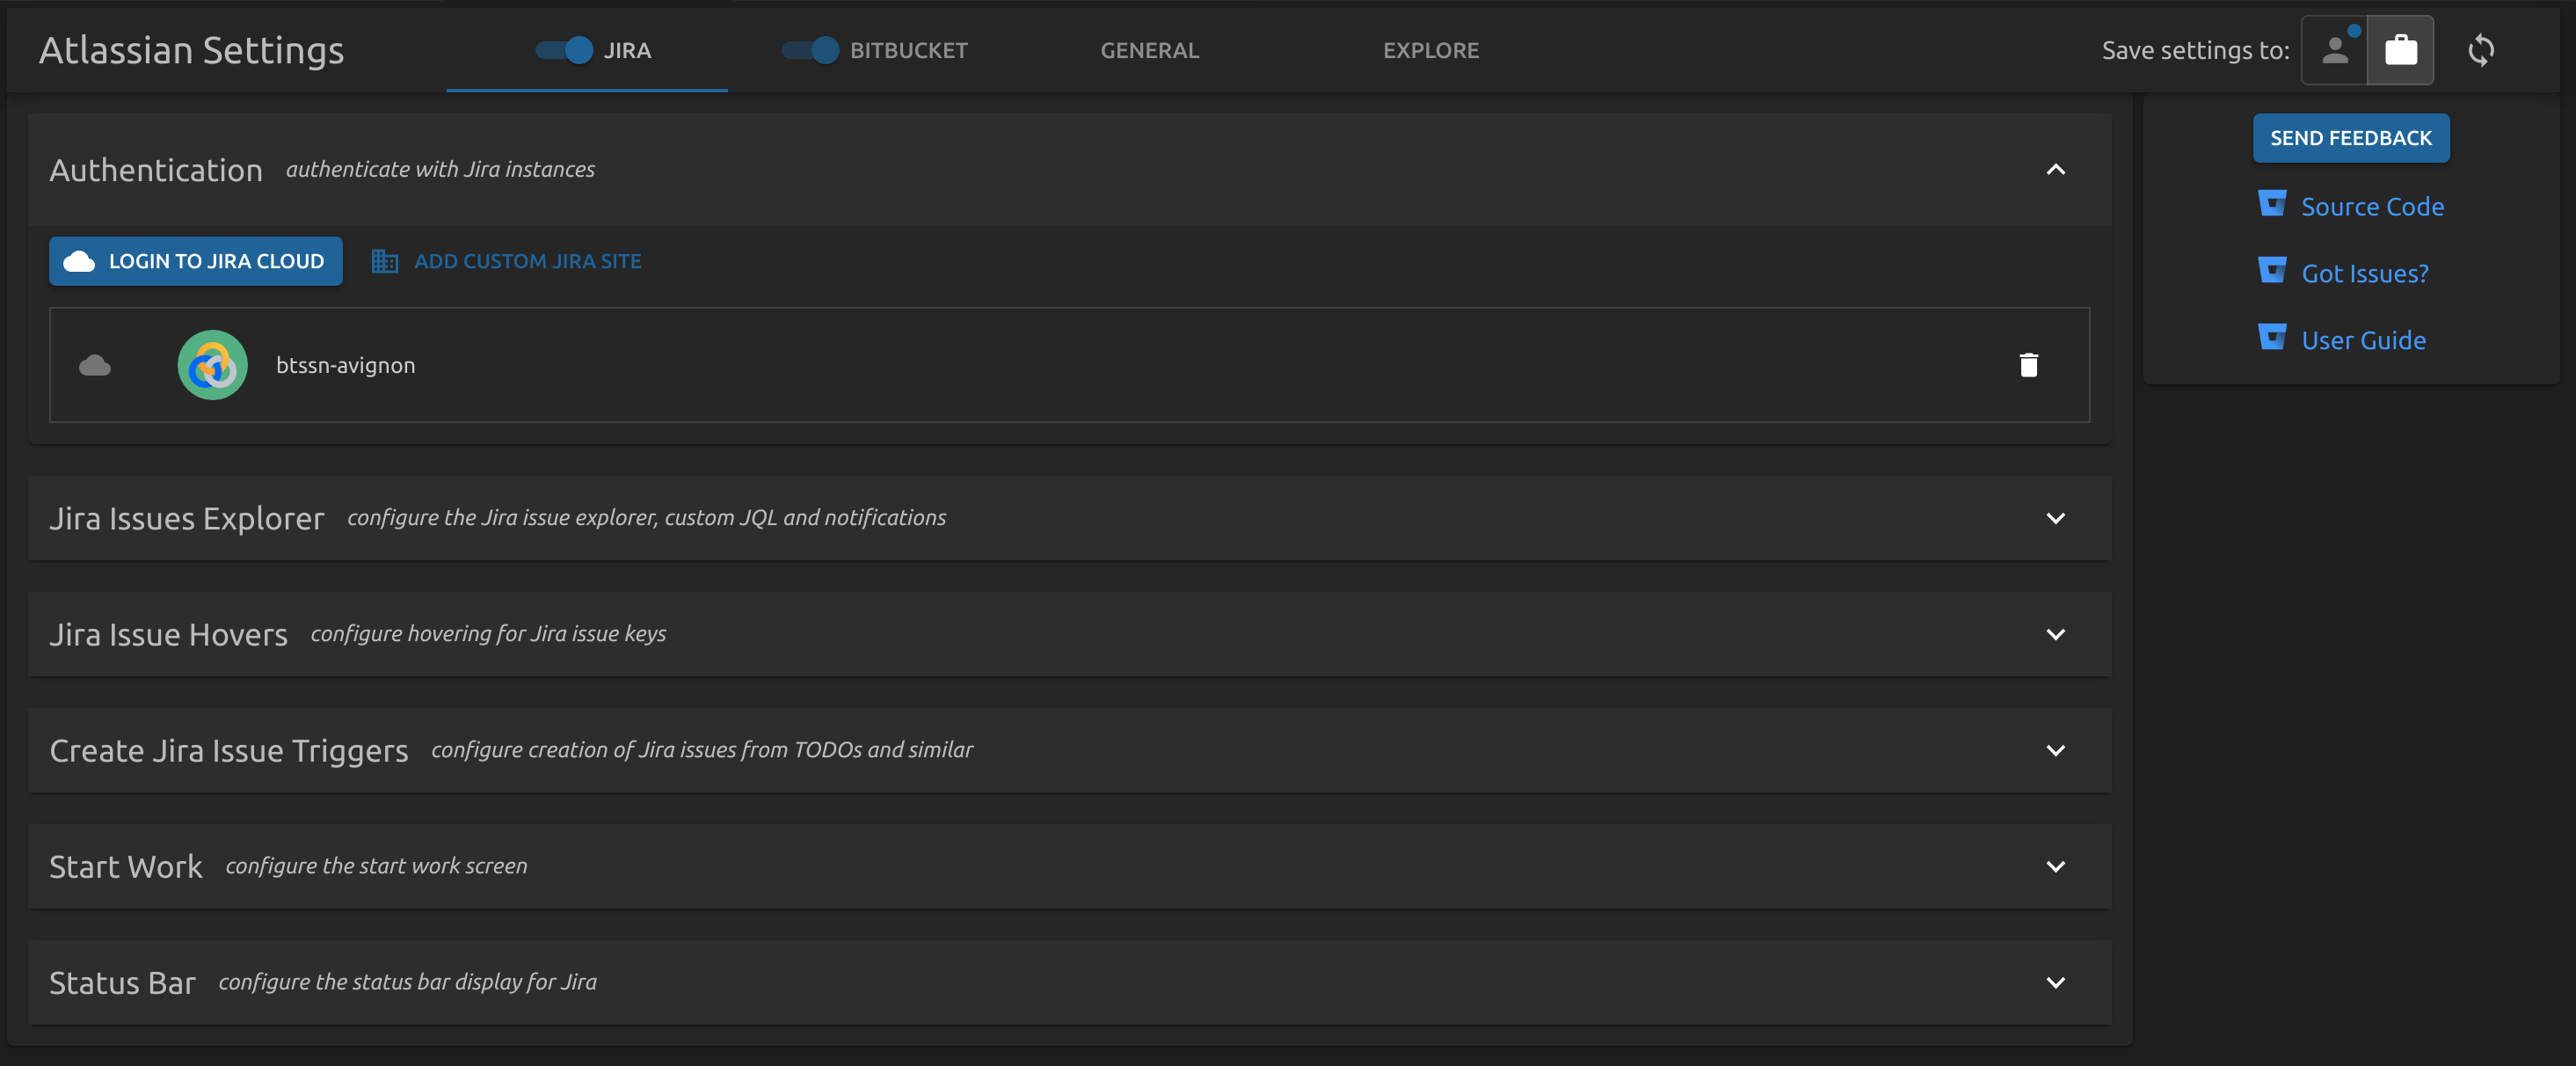 Atlassian Settings
JIRA
BITBUCKET
GENERAL
EXPLORE
Save settings to:
Authentication authenticate with Jira instances
LOGIN TO JIRA CLOUD
ADD CUSTOM JIRA SITE
btssn-avignon
Jira Issues Explorer configure the Jira issue explorer, custom JQL and notifications
Jira Issue Hovers configure hovering for Jira issue keys
Create Jira Issue Triggers configure creation of Jira issues from TODOs and similar
Start Work configure the start work screen
Status Bar configure the status bar display for Jira
SEND FEEDBACK
Source Code
Got Issues?
User Guide